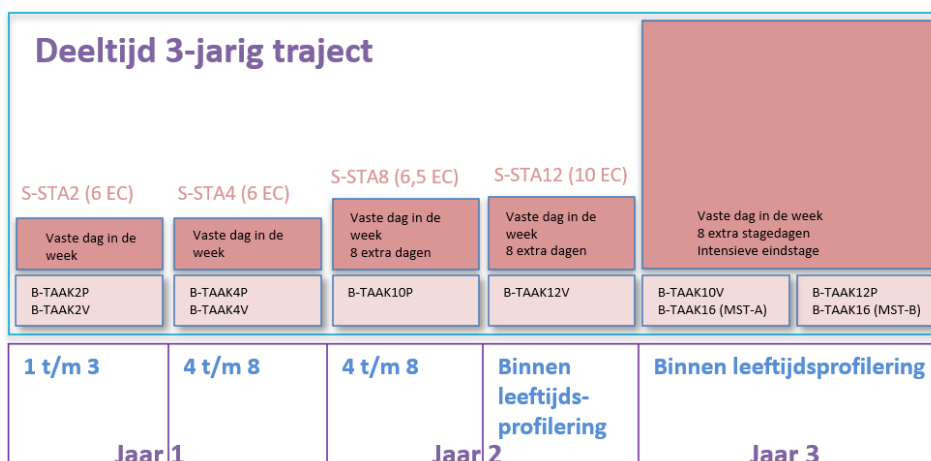 Deeltijd 3-jarig traject
S-STA2 (6 EC)
S-STA4 (6 EC)
S-STA8 (6,5 EC)
S-STA12 (10 EC)
Vaste dag in de
week
Vaste dag in de
week
Vaste dag in de
week
8 extra dagen
Vaste dag in de
week
8 extra dagen
Vaste dag in de week
8 extra stagedagen
Intensieve eindstage
B-TAAK2P
B-TAAK2V
B-TAAK4P
B-TAAK4V
B-TAAK10P
B-TAAK12V
B-TAAK10V
B-TAAK16 (MST-A)
B-TAAK12P
B-TAAK16 (MST-B)
1 t/m 3
4 t/m 8
4 t/m 8
Binnen
leeftijds-
profilering
Binnen leeftijdsprofilering
Jaar 1
Jaar 2
Jaar 3